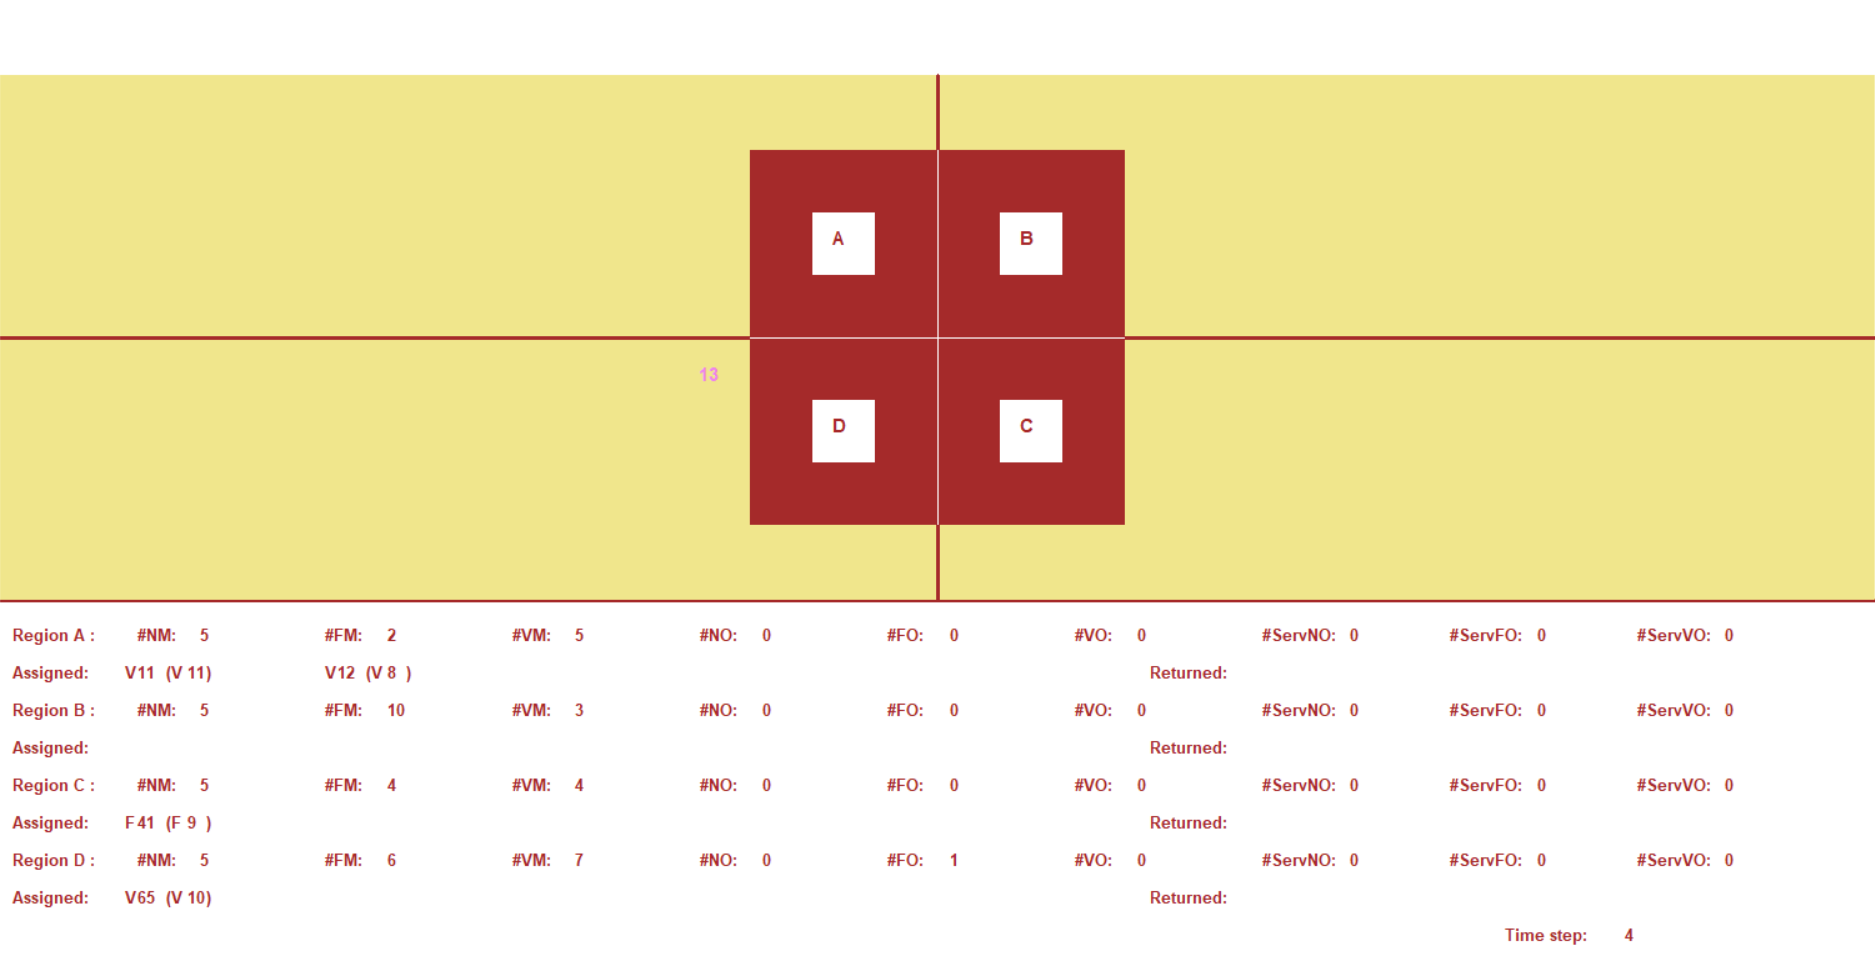 A B
13
D C
Region A : #NM: 5 #FM: 2 #VM: 5 #NO: 0 #FO: 0 #VO: 0 #ServNO: 0 #ServFO: 0 #ServVO: 0
Assigned: V11 (V 11) V12 (V 8 ) Returned:
Region B : #NM: 5 #FM: 10 #VM: 3 #NO: 0 #FO: 0 #VO: 0 #ServNO: 0 #ServFO: 0 #ServVO: 0
Assigned: Returned:
Region C : #NM: 5 #FM: 4 #VM: 4 #NO: 0 #FO: 0 #VO: 0 #ServNO: 0 #ServFO: 0 #ServVO: 0
Assigned: F41 (F 9 ) Returned:
Region D : #NM: 5 #FM: 6 #VM: 7 #NO: 0 #FO: 1 #VO: 0 #ServNO: 0 #ServFO: 0 #ServVO: 0
Assigned: V65 (V 10) Returned:
Time step: 4